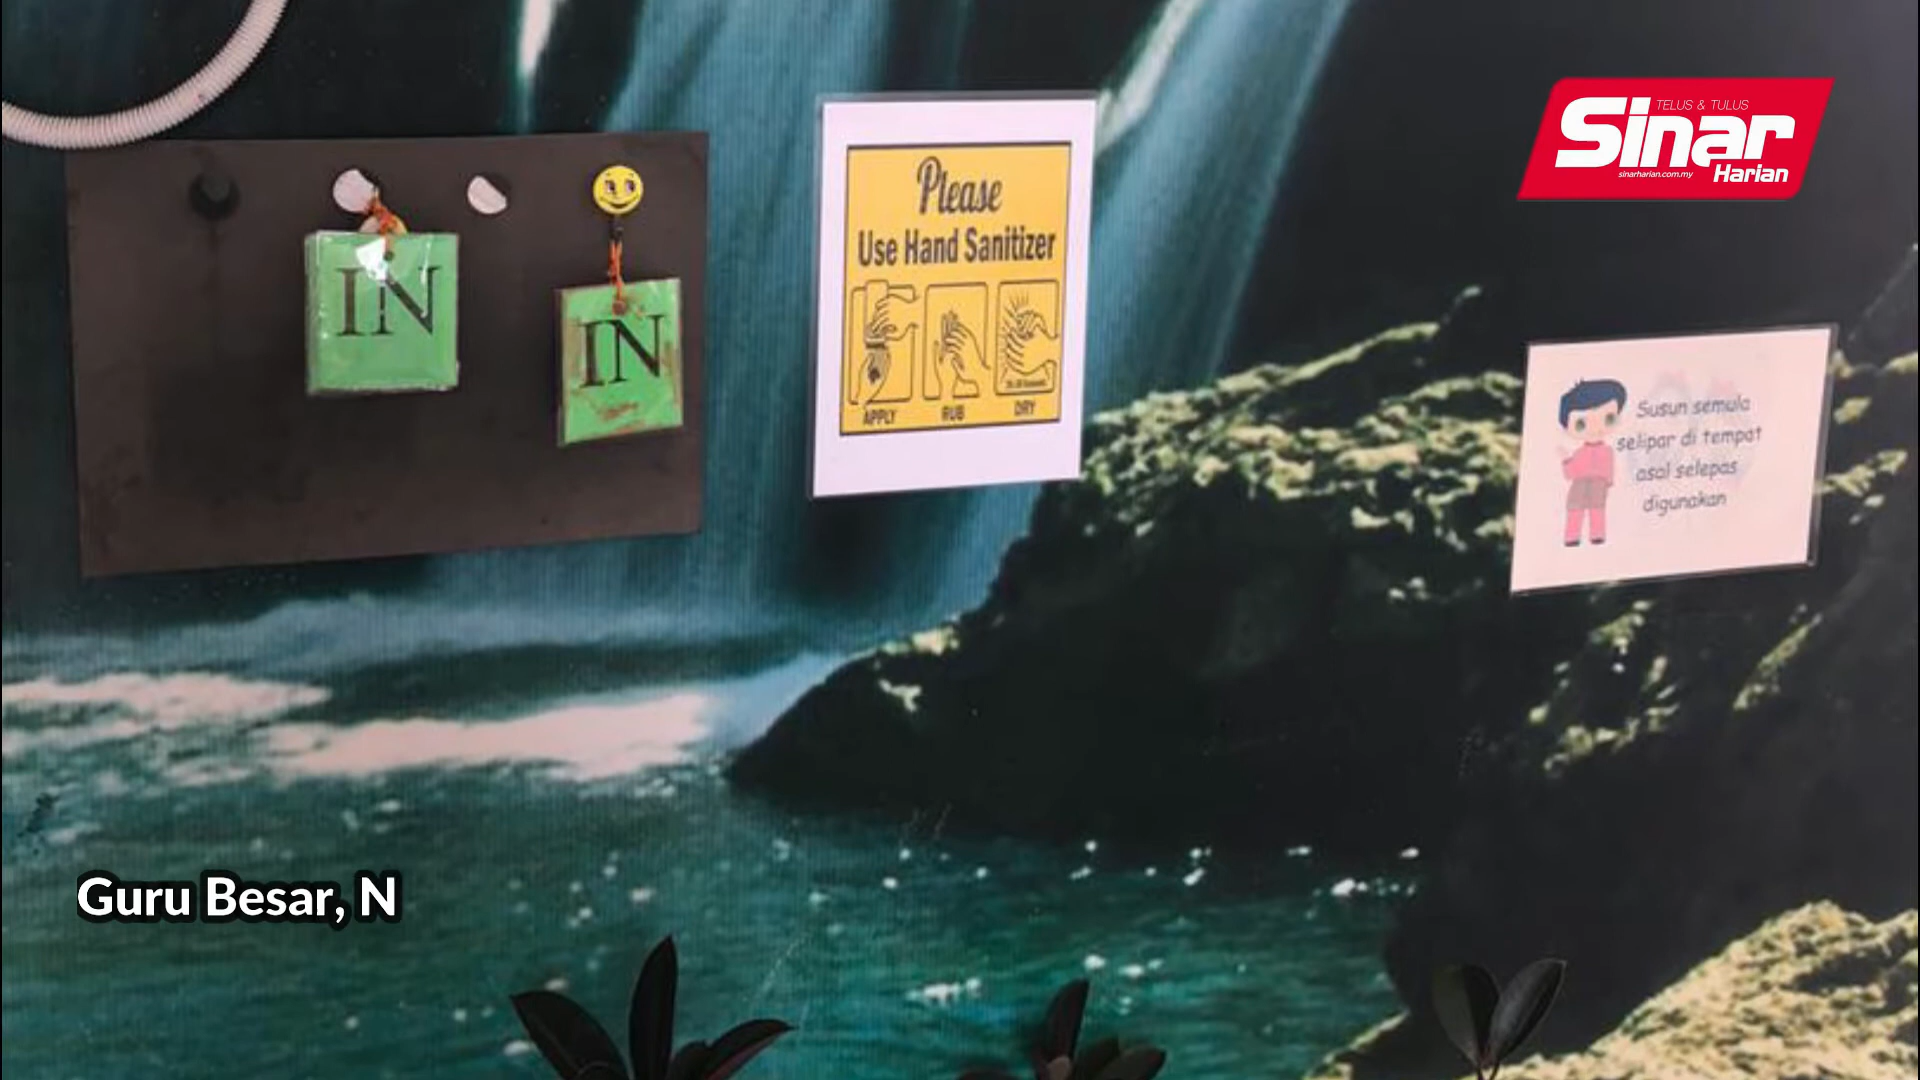 TELUS & TULUS
Sinar
Harian
sinarharian.com.my
IN
IN
Please
Use Hand Sanitizer
APPLY
RUB
DRY
Susun semula
selipar di tempat
asal selepas
digunakan
Guru Besar, N